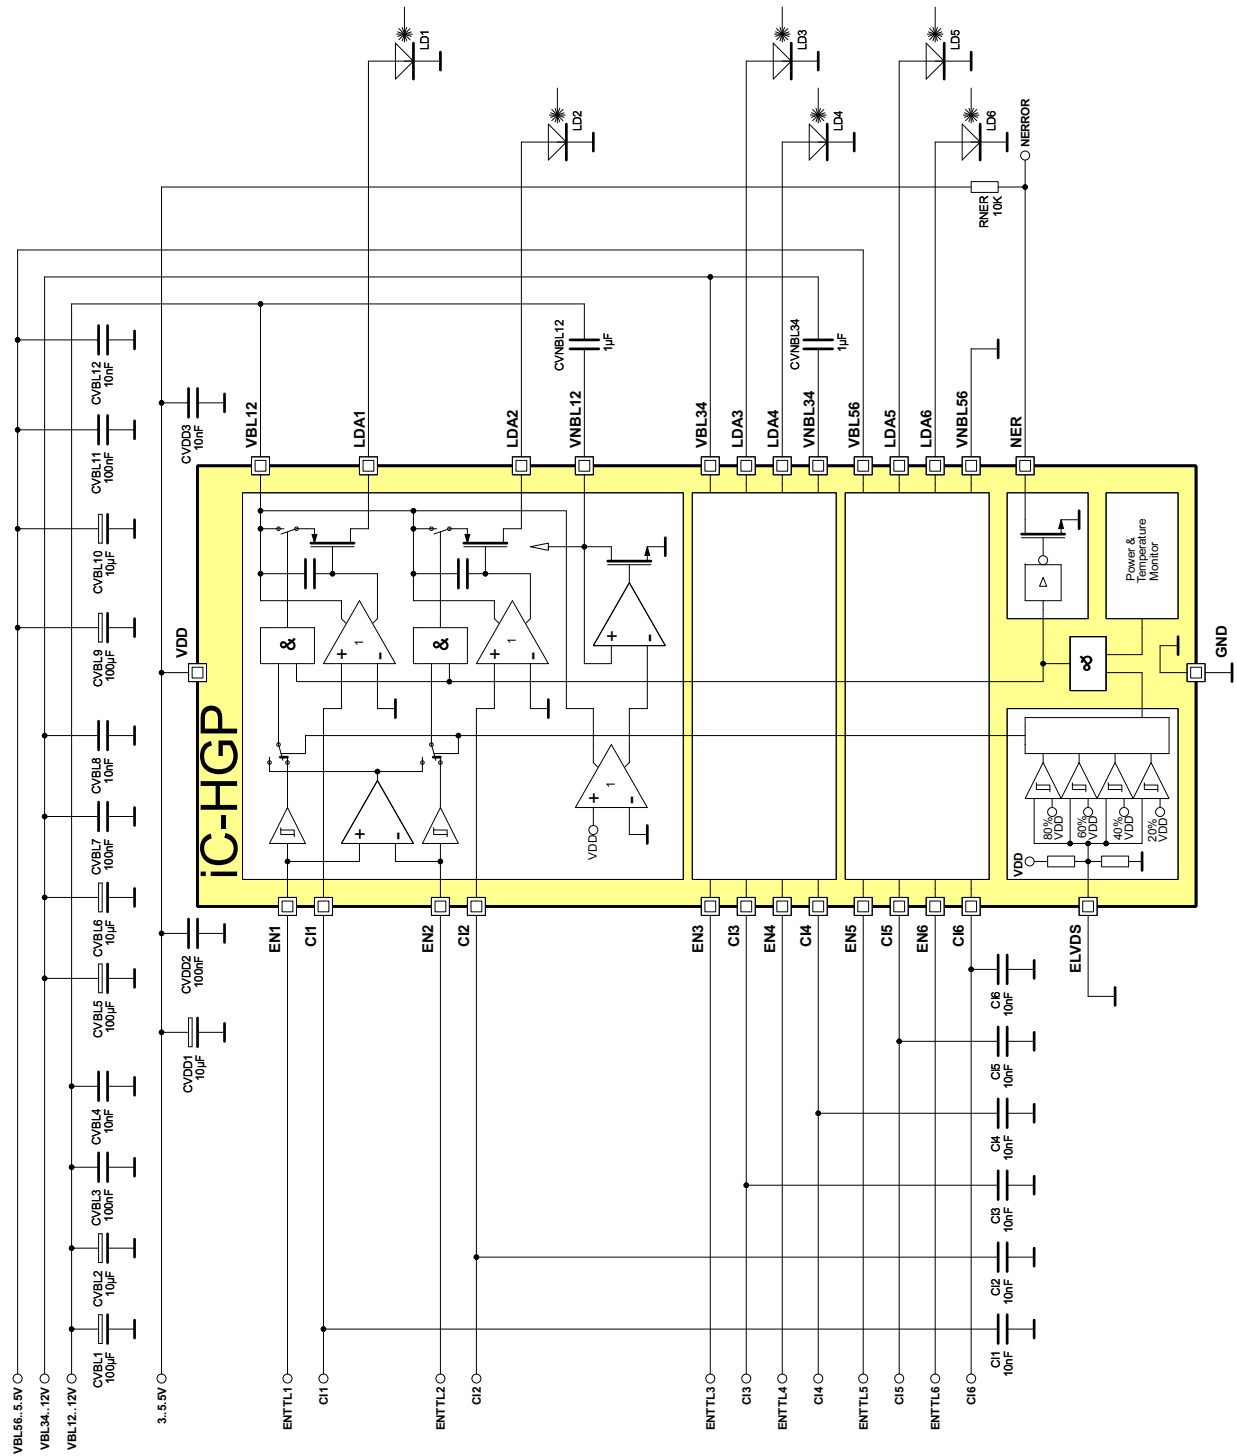 VBL56..5.5V
VBL34..12V
VBL12..12V
3..5.5V
CVBL1
100µF
CVBL2
10µF
CVBL3
100nF
CVBL4
10nF
CVBL5
100µF
CVBL6
10µF
CVBL7
100nF
CVBL8
10nF
CVBL9
100µF
CVBL10
10µF
CVBL11
100nF
CVBL12
10nF
CVDD1
10µF
CVDD2
100nF
CVDD3
10nF
VDD
iC-HGP
ENTTL1
CI1
ENTTL2
CI2
ENTTL3
CI3
ENTTL4
CI4
ENTTL5
CI5
ENTTL6
CI6
EN1
CI1
EN2
CI2
EN3
CI3
EN4
CI4
EN5
CI5
EN6
CI6
ELVDS
CI1
10nF
CI2
10nF
CI3
10nF
CI4
10nF
CI5
10nF
CI6
10nF
&
&
&
+
-
1
+
-
1
+
-
+
-
+
-
1
VDD
VDD
80%
VDD
60%
VDD
40%
VDD
20%
VDD
Power &
Temperature
Monitor
GND
VBL12
LDA1
LDA2
VNBL12
VBL34
LDA3
LDA4
VNBL34
VBL56
LDA5
LDA6
VNBL56
NER
CVNBL12
1µF
CVNBL34
1µF
RNER
10K
NERROR
LD1
LD2
LD3
LD4
LD5
LD6